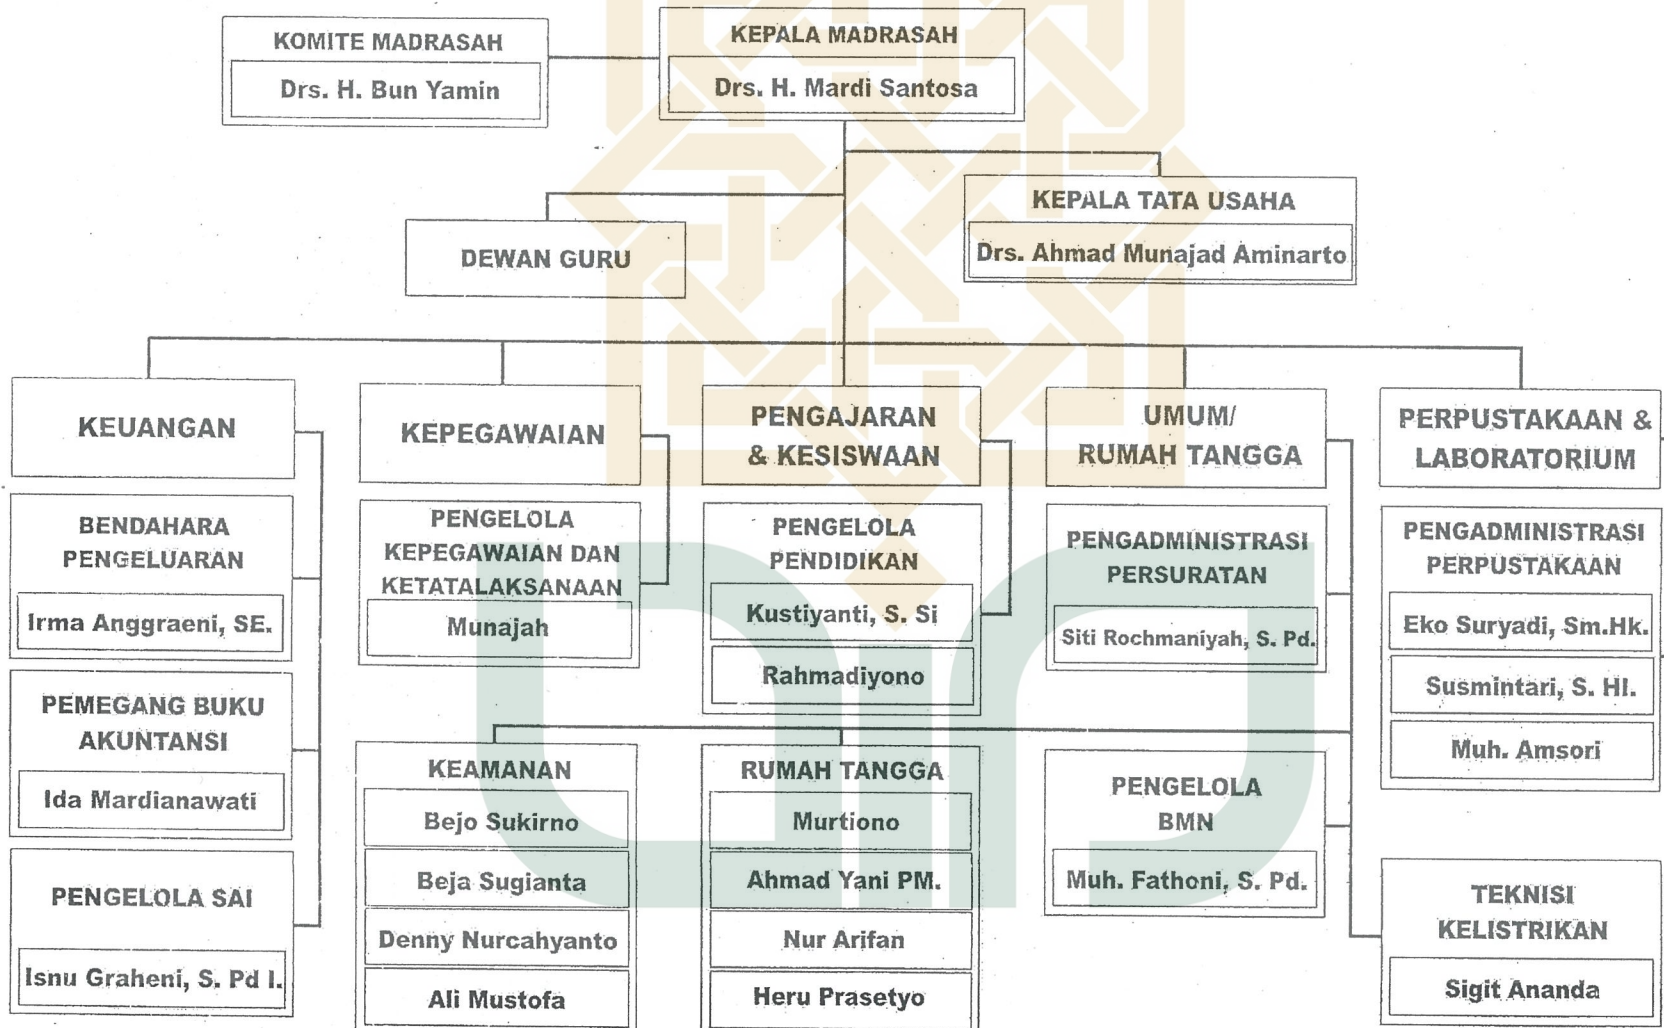 KOMITE MADRASAH
Drs. H. Bun Yamin
KEPALA MADRASAH
Drs. H. Mardi Santosa
KEPALA TATA USAHA
Drs. Ahmad Munajad Aminarto
DEWAN GURU
KEUANGAN
BENDAHARA
PENGELUARAN
Irma Anggraeni, SE.
PEMEGANG BUKU
AKUNTANSI
Ida Mardianawati
PENGELOLA SAI
Isnu Graheni, S. Pd I.
KEPEGAWAIAN
PENGELOLA
KEPEGAWAIAN DAN
KETATALAKSANAAN
Munajah
PENGAJARAN
& KESISWAAN
PENGELOLA
PENDIDIKAN
Kustiyanti, S. Si
Rahmadiyono
UMUM/
RUMAH TANGGA
PENGADMINISTRASI
PERSURATAN
Siti Rochmaniyah, S. Pd.
PERPUSTAKAAN &
LABORATORIUM
PENGADMINISTRASI
PERPUSTAKAAN
Eko Suryadi, Sm.Hk.
Susmintari, S. HI.
Muh. Amsori
KEAMANAN
Bejo Sukirno
Beja Sugianta
Denny Nurcahyanto
Ali Mustofa
RUMAH TANGGA
Murtiono
Ahmad Yani PM.
Nur Arifan
Heru Prasetyo
PENGELOLA
BMN
Muh. Fathoni, S. Pd.
TEKNISI
KELISTRIKAN
Sigit Ananda